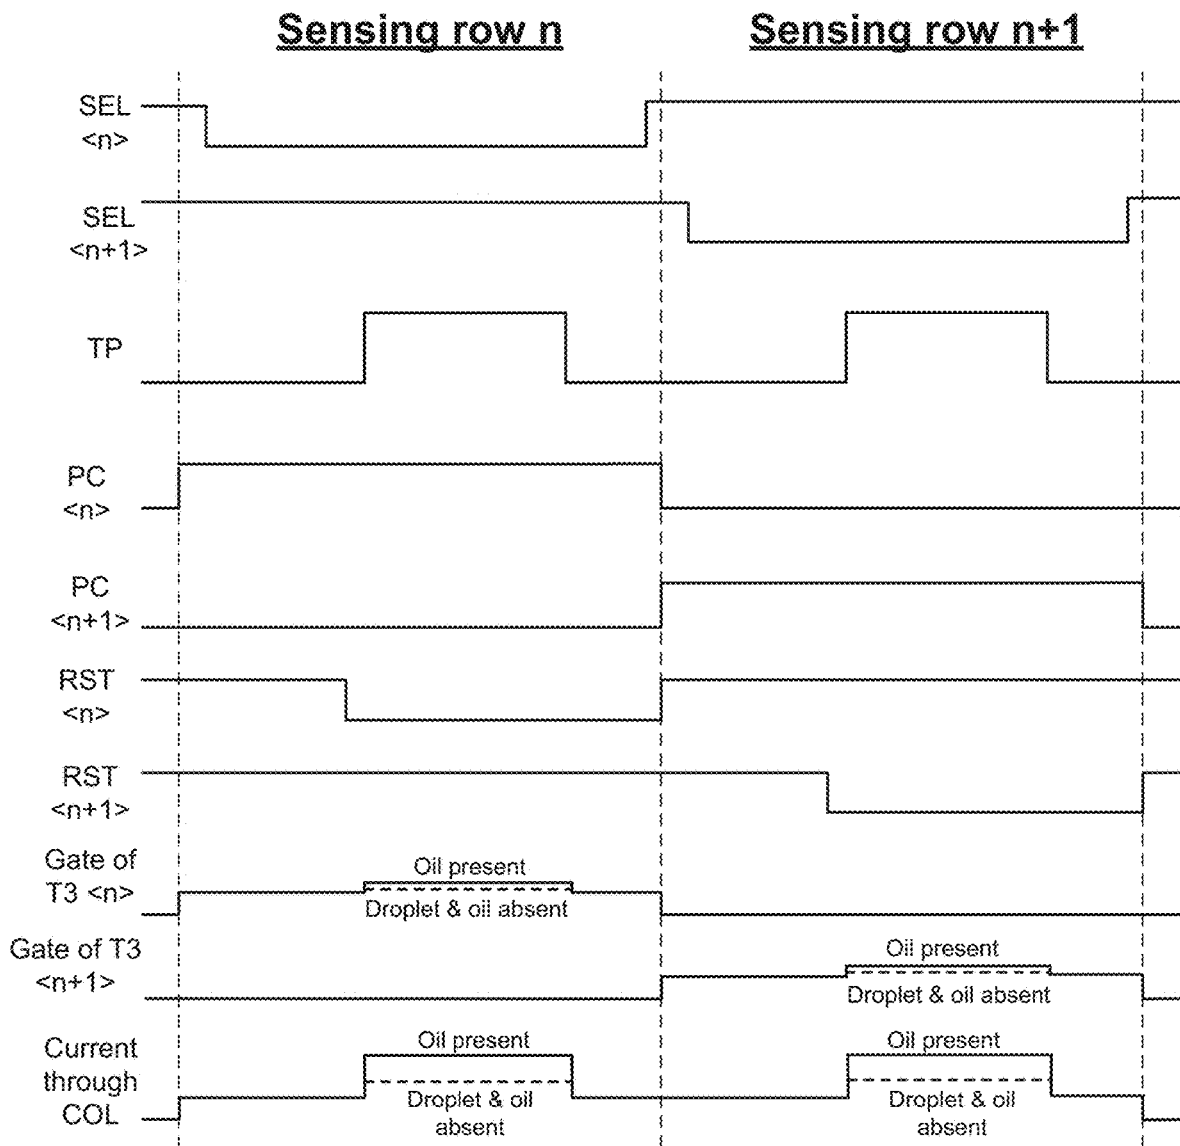 Sensing row n
Sensing row n+1
SEL
<n>
SEL
<n+1>
TP
PC
<n>
PC
<n+1>
RST
<n>
RST
<n+1>
Gate of
T3 <n>
Oil present
Droplet & oil absent
Gate of T3
<n+1>
Oil present
Droplet & oil absent
Current
through
COL
Oil present
Droplet & oil
absent
Oil present
Droplet & oil
absent